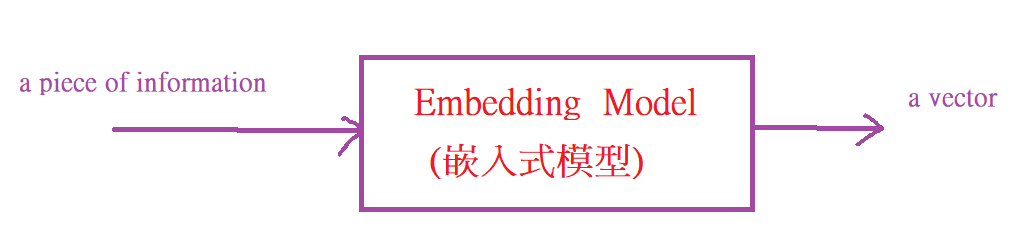 a piece of information
Embedding Model
(嵌入式模型)
a vector